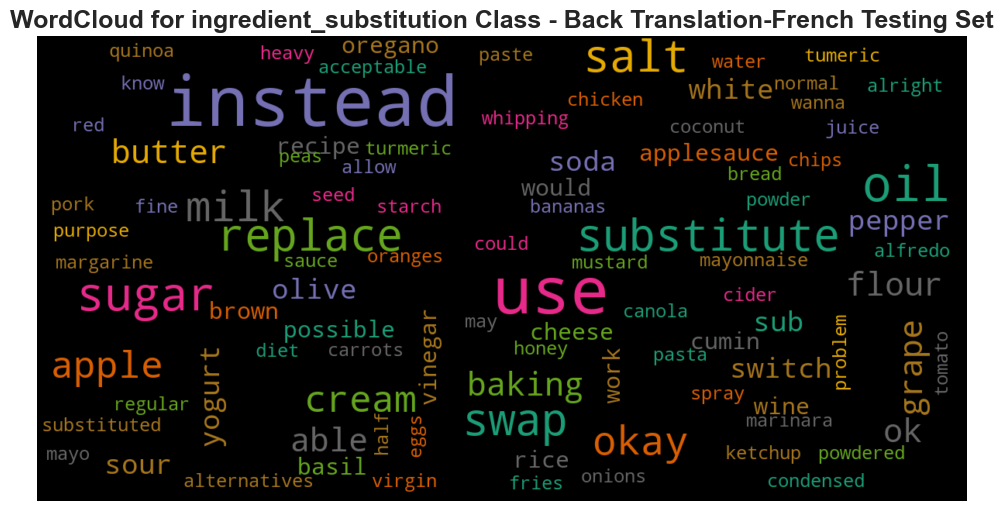 WordCloud for ingredient_substitution Class - Back Translation-French Testing Set
quinoa heavy oregano paste salt water tumeric
know acceptable instead chicken white normal wanna alright
red whipping coconut juice
butter recipe peas turmeric allow soda applesauce chips
pork fine milk seed starch would bananas bread powder oil
purpose replace could substitute pepper
margarine sauce oranges mustard mayonnaise alfredo
sugar brown olive use canola cider flour
possible may cheese sub cumin problem
apple yogurt diet carrots vinegar honey work pasta switch grape tomato
regular cream baking spray wine
substituted able half eggs swap okay marinara ok
mayo sour basil rice ketchup powdered
alternatives virgin fries onions condensed